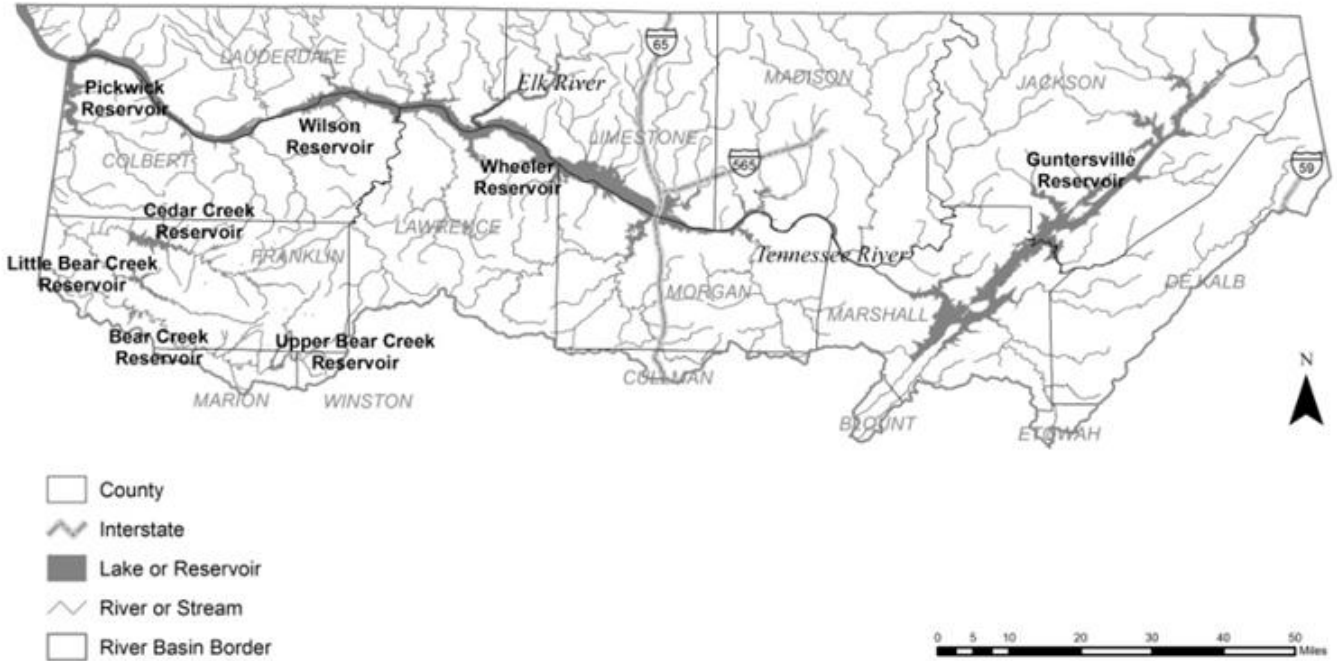 65
LAUDERDALE
Elk River
MADISON
JACKSON
Pickwick
Reservoir
Wilson
Reservoir
LIMESTONE
COLBERT
Wheeler
Reservoir
565
Guntersville
Reservoir
59
Cedar Creek
Reservoir
LAWRENCE
FRANKLIN
Tennessee River
Little Bear Creek
Reservoir
MORGAN
DE KALB
MARSHALL
Bear Creek
Reservoir
Upper Bear Creek
Reservoir
CULLMAN
N
MARION
WINSTON
BLOUNT
ETOWAH
County
Interstate
Lake or Reservoir
River or Stream
River Basin Border
0 5 10 20 30 40 50
Miles